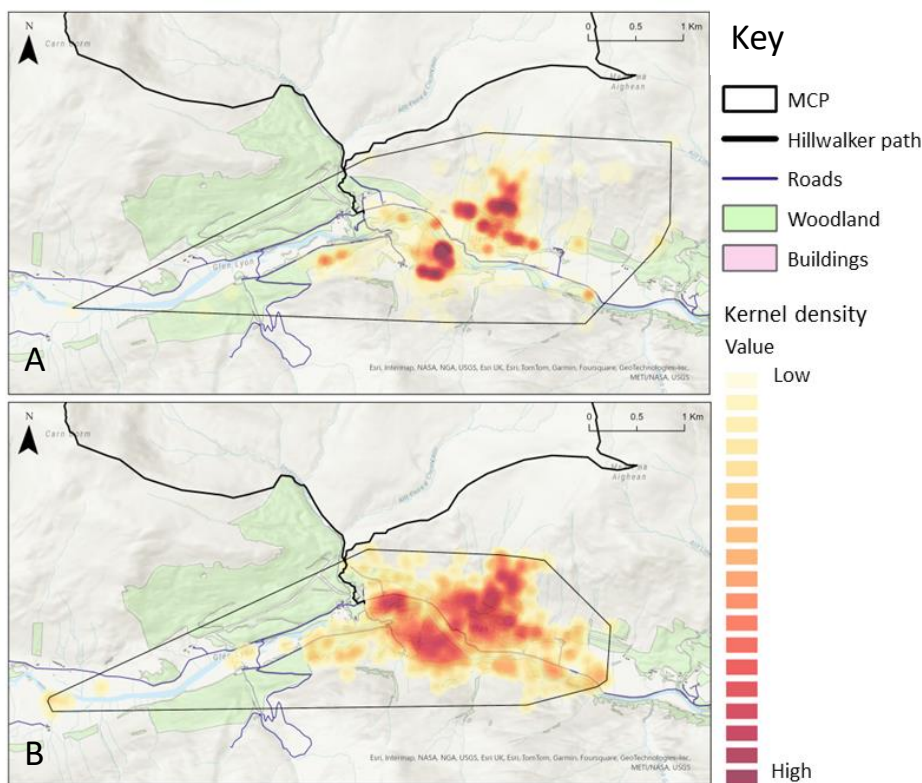 N
Carn Gorm
0 0.5 1 Km
Aighean
Glen Lyon
A
Esri, Intermap, NASA, NGA, USGS, Esri UK, Esri, TomTom, Garmin, Foursquare, GeoTechnologies-Inc,
METI/NASA, USGS
N
Carn Gorm
0 0.5 1 Km
Aighean
B
Esri, Intermap, NASA, NGA, USGS, Esri UK, Esri, TomTom, Garmin, Foursquare, GeoTechnologies-Inc,
METI/NASA, USGS
Key
MCP
Hillwalker path
Roads
Woodland
Buildings
Kernel density
Value
Low
High